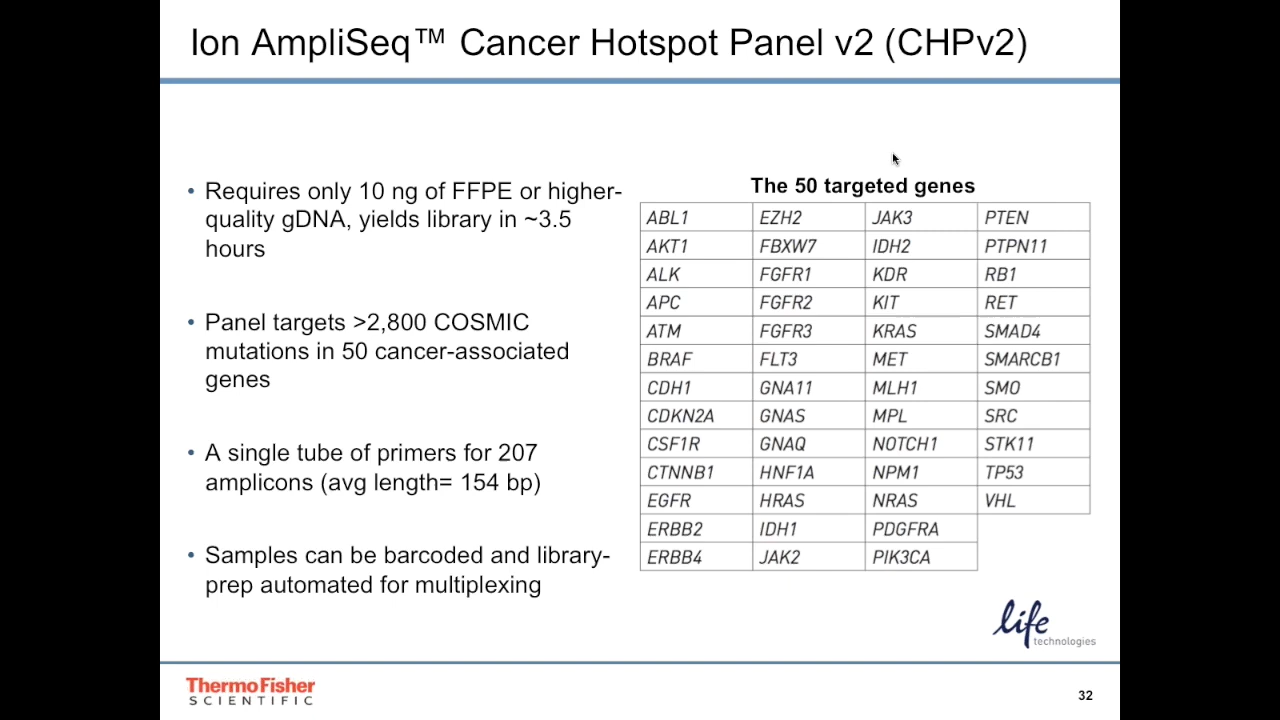 Ion AmpliSeq™ Cancer Hotspot Panel v2 (CHPv2)
• Requires only 10 ng of FFPE or higher-
quality gDNA, yields library in ~3.5
hours
• Panel targets >2,800 COSMIC
mutations in 50 cancer-associated
genes
• A single tube of primers for 207
amplicons (avg length= 154 bp)
• Samples can be barcoded and library-
prep automated for multiplexing
The 50 targeted genes
ABL1 EZH2 JAK3 PTEN
AKT1 FBXW7 IDH2 PTPN11
ALK FGFR1 KDR RB1
APC FGFR2 KIT RET
ATM FGFR3 KRAS SMAD4
BRAF FLT3 MET SMARCB1
CDH1 GNA11 MLH1 SMO
CDKN2A GNAS MPL SRC
CSF1R GNAQ NOTCH1 STK11
CTNNB1 HNF1A NPM1 TP53
EGFR HRAS NRAS VHL
ERBB2 IDH1 PDGFRA
ERBB4 JAK2 PIK3CA
life
technologies
ThermoFisher
SCIENTIFIC
32